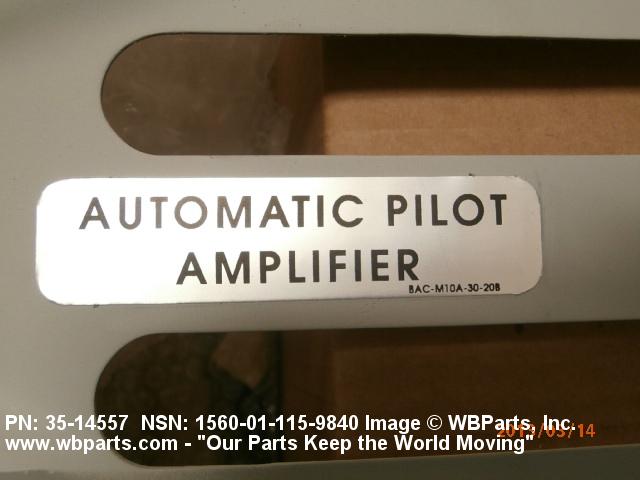 AUTOMATIC PILOT
AMPLIFIER
BAC-M10A-30-20B
PN: 35-14557 NSN: 1560-01-115-9840 Image © WBParts, Inc.
www.wbparts.com - "Our Parts Keep the World Moving"